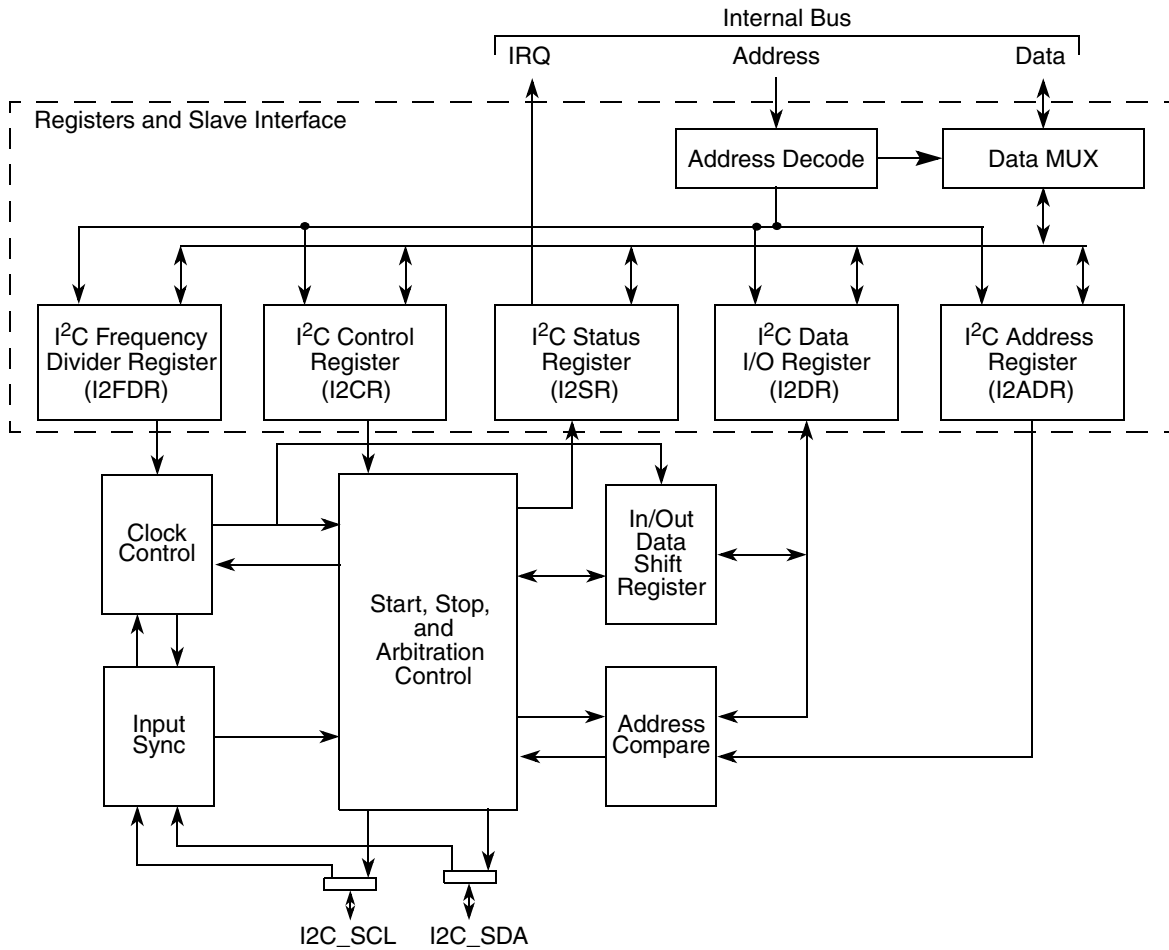 Internal Bus
IRQ
Address
Data
Registers and Slave Interface
Address Decode
Data MUX
I²C Frequency
Divider Register
(I2FDR)
I²C Control
Register
(I2CR)
I²C Status
Register
(I2SR)
I²C Data
I/O Register
(I2DR)
I²C Address
Register
(I2ADR)
Clock
Control
Start, Stop,
and
Arbitration
Control
In/Out
Data
Shift
Register
Input
Sync
Address
Compare
I2C_SCL
I2C_SDA